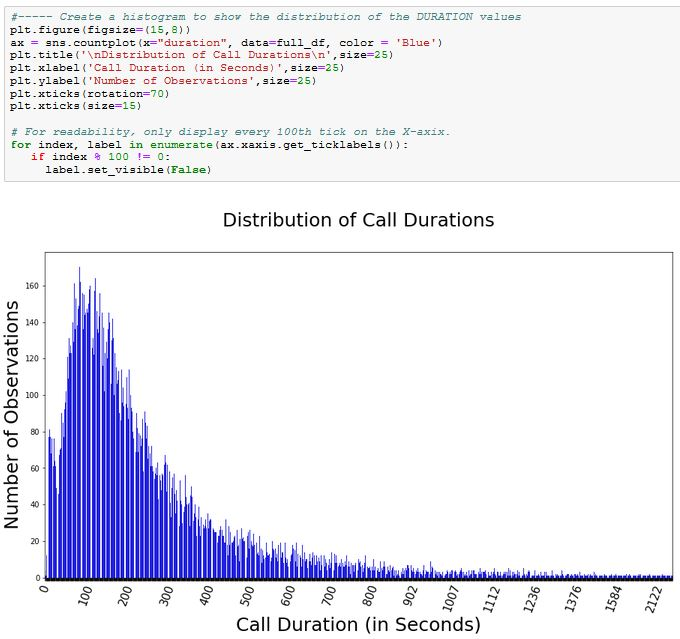 #----- Create a histogram to show the distribution of the DURATION values
plt.figure(figsize=(15,8))
ax = sns.countplot(x="duration", data=full_df, color = 'Blue')
plt.title('\nDistribution of Call Durations\n',size=25)
plt.xlabel('Call Duration (in Seconds)',size=25)
plt.ylabel('Number of Observations',size=25)
plt.xticks(rotation=70)
plt.xticks(size=15)
# For readability, only display every 100th tick on the X-axix.
for index, label in enumerate(ax.xaxis.get_ticklabels()):
if index % 100 != 0:
label.set_visible(False)
Distribution of Call Durations
Number of Observations
160
140
120
100
80
60
40
20
0
0 100 200 300 400 500 600 700 800 902 1007 1112 1236 1376 1584 2122
Call Duration (in Seconds)